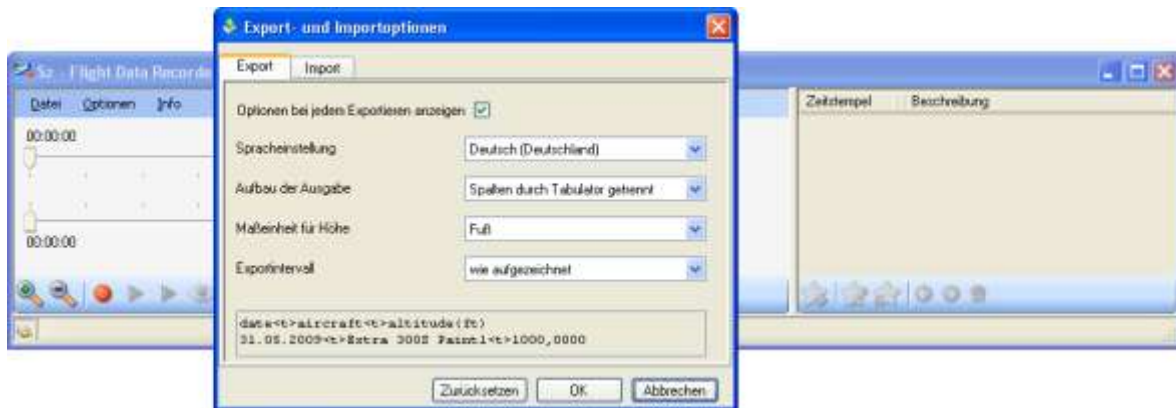 Export- und Importoptionen
Export Import
Optionen bei jedem Exportieren anzeigen
Spracheinstellung Deutsch (Deutschland)
Aufbau der Ausgabe Spalten durch Tabulator getrennt
Maßeinheit für Höhe Fuß
Exportintervall wie aufgezeichnet
date<t>aircraft<t>altitude(ft)
31.05.2009<t>Extra 300S Paint1<t>1000,0000
Zurücksetzen OK Abbrechen
- Flight Data Recorde
Datei Optionen Info
00:00:00
00:00:00
Zeitstempel Beschreibung